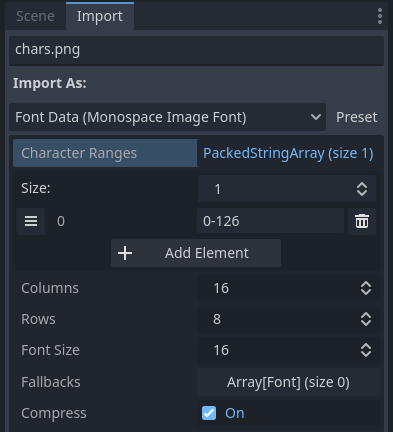 Scene Import
chars.png
Import As:
Font Data (Monospace Image Font) Preset
Character Ranges PackedStringArray (size 1)
Size: 1
0 0-126
Add Element
Columns 16
Rows 8
Font Size 16
Fallbacks Array[Font] (size 0)
Compress On